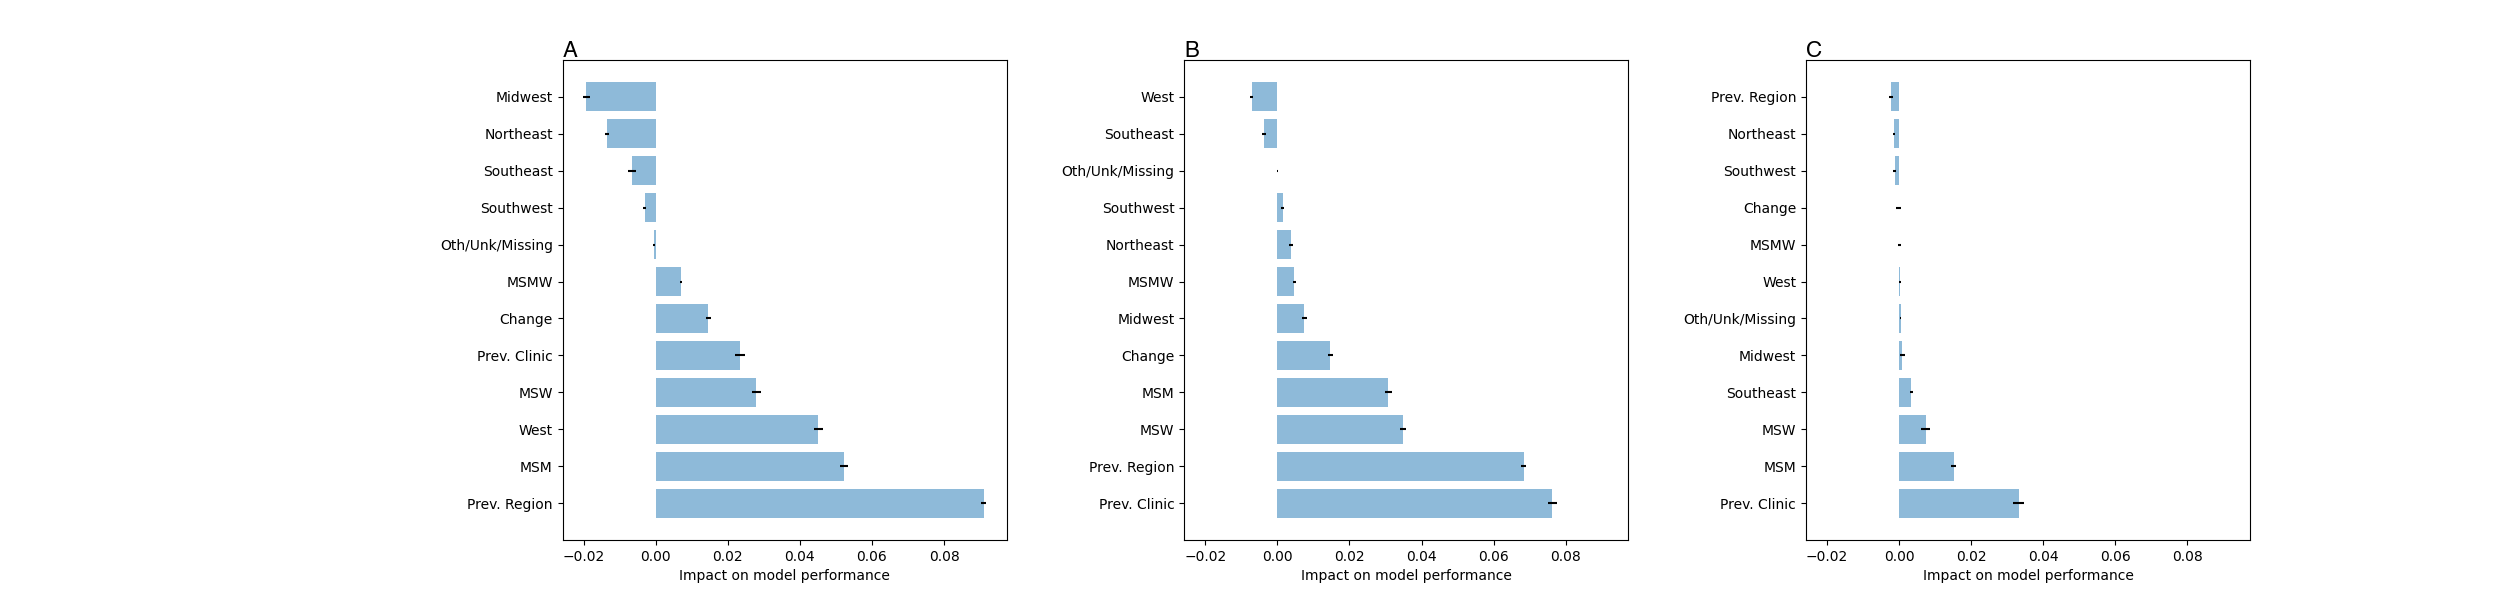 A
Midwest
Northeast
Southeast
Southwest
Oth/Unk/Missing
MSMW
Change
Prev. Clinic
MSW
West
MSM
Prev. Region
−0.02 0.00 0.02 0.04 0.06 0.08
Impact on model performance
B
West
Southeast
Oth/Unk/Missing
Southwest
Northeast
MSMW
Midwest
Change
MSM
MSW
Prev. Region
Prev. Clinic
−0.02 0.00 0.02 0.04 0.06 0.08
Impact on model performance
C
Prev. Region
Northeast
Southwest
Change
MSMW
West
Oth/Unk/Missing
Midwest
Southeast
MSW
MSM
Prev. Clinic
−0.02 0.00 0.02 0.04 0.06 0.08
Impact on model performance